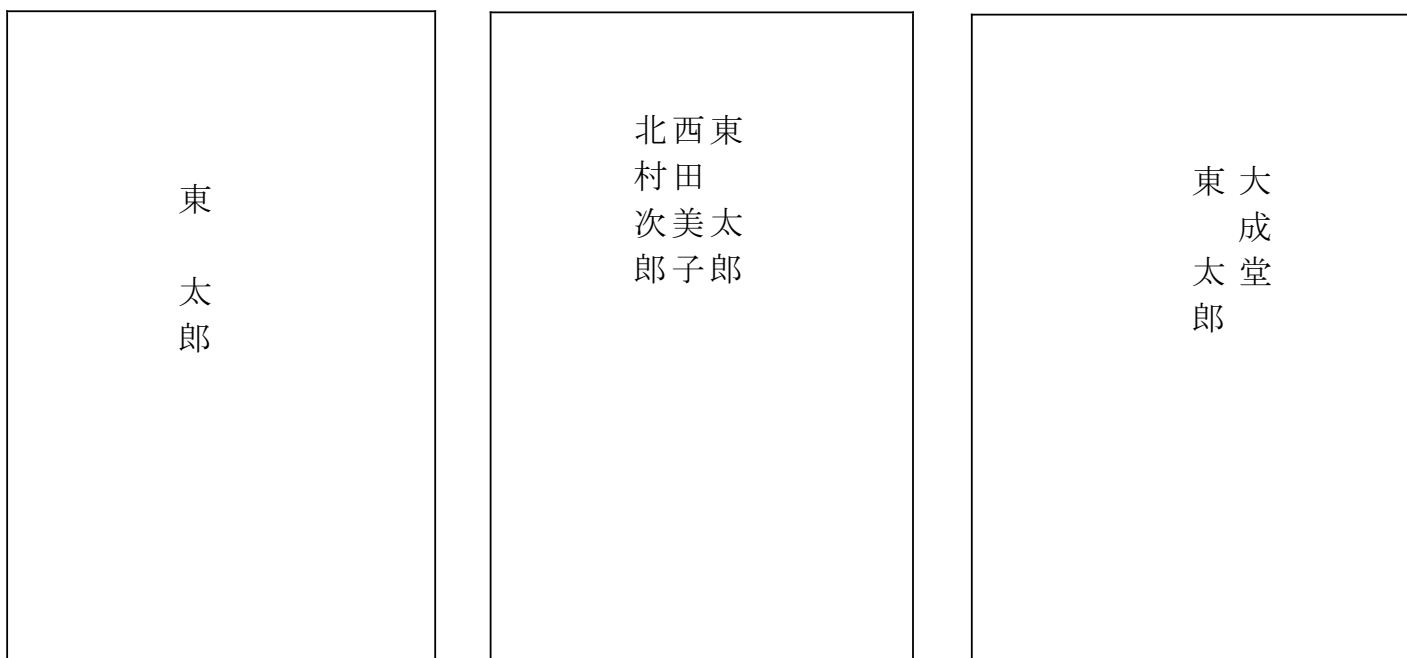 東 太郎
東 太郎
西田美子
北村次郎
大成堂
東 太郎